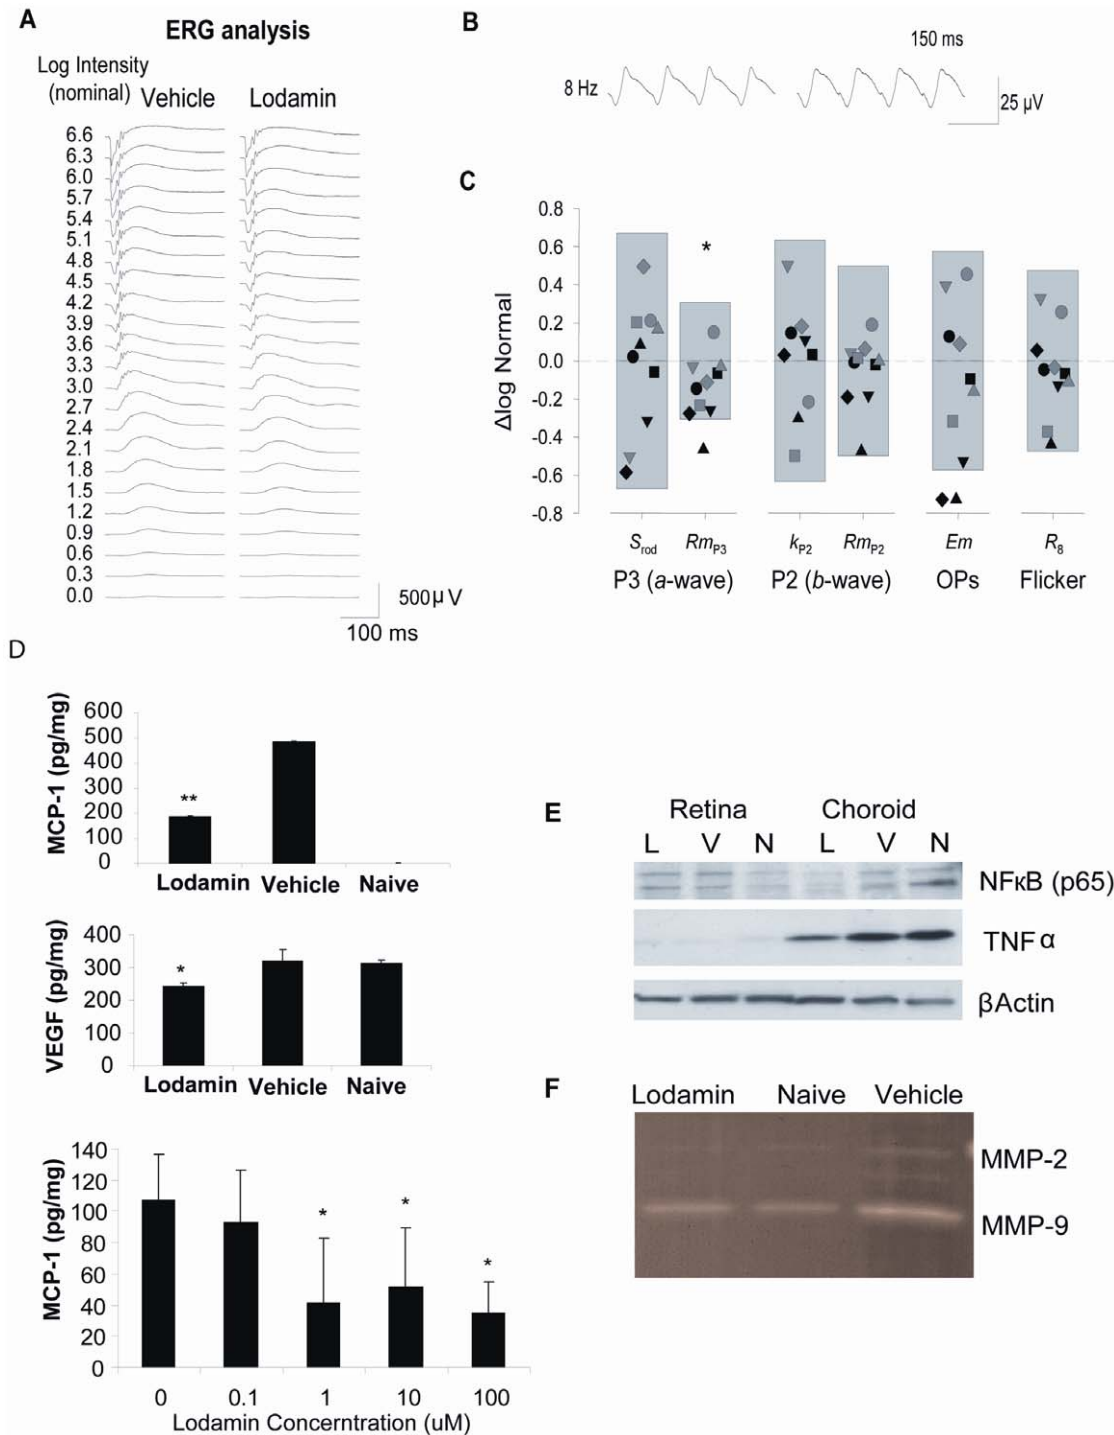 A
ERG analysis
Log Intensity
(nominal)
Vehicle
Lodamin
6.6
6.3
6.0
5.7
5.4
5.1
4.8
4.5
4.2
3.9
3.6
3.3
3.0
2.7
2.4
2.1
1.8
1.5
1.2
0.9
0.6
0.3
0.0
500μV
100 ms
B
150 ms
8 Hz
25 μV
C
Δlog Normal
0.8
0.6
0.4
0.2
0.0
-0.2
-0.4
-0.6
-0.8
*
Srod
RmP3
kP2
RmP2
Em
R8
P3 (a-wave)
P2 (b-wave)
OPs
Flicker
D
MCP-1 (pg/mg)
600
500
400
300
200
100
0
**
Lodamin
Vehicle
Naive
VEGF (pg/mg)
400
300
200
100
0
*
Lodamin
Vehicle
Naive
MCP-1 (pg/mg)
140
120
100
80
60
40
20
0
*
*
*
0
0.1
1
10
100
Lodamin Concerntration (uM)
E
Retina
Choroid
L V N L V N
NFκB (p65)
TNF α
βActin
F
Lodamin
Naive
Vehicle
MMP-2
MMP-9